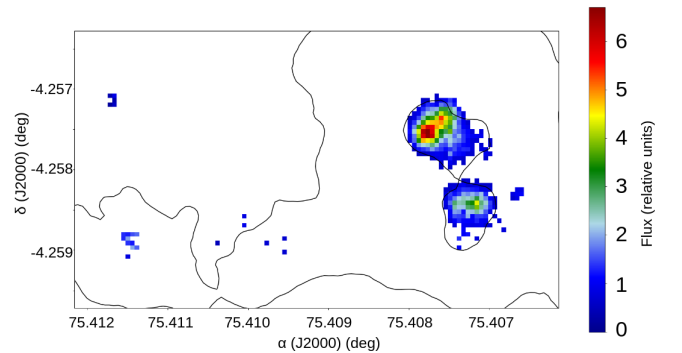 -4.257
-4.258
-4.259
δ (J2000) (deg)
75.412 75.411 75.410 75.409 75.408 75.407
α (J2000) (deg)
6
5
4
3
2
1
0
Flux (relative units)